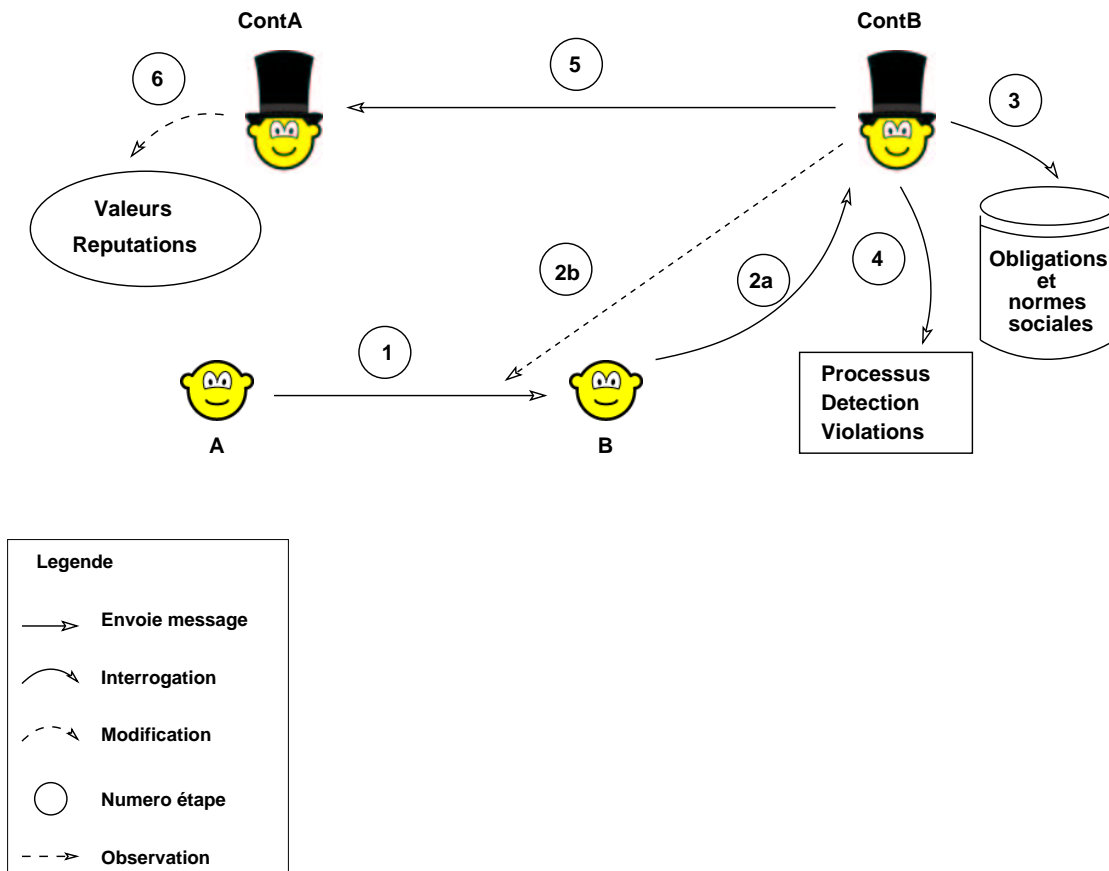 ContA
ContB
6
5
3
Valeurs
Reputations
2b
2a
4
Obligations
et
normes
sociales
1
Processus
Detection
Violations
A
B
Legende
Envoie message
Interrogation
Modification
Numero étape
Observation